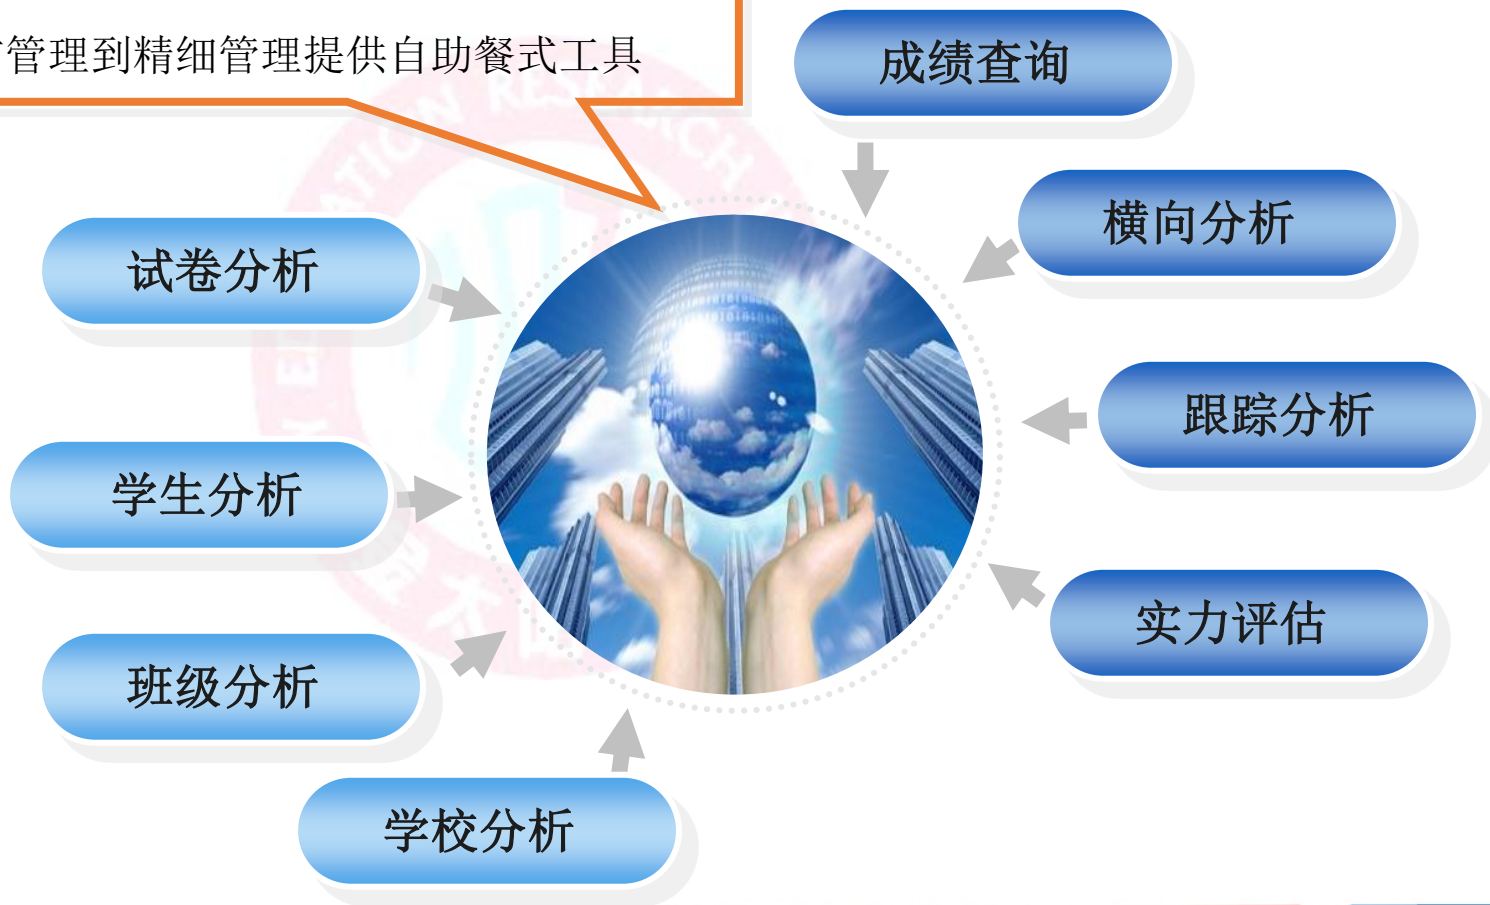 管理到精细管理提供自助餐式工具
成绩查询
横向分析
试卷分析
跟踪分析
学生分析
实力评估
班级分析
学校分析
RESEARCH